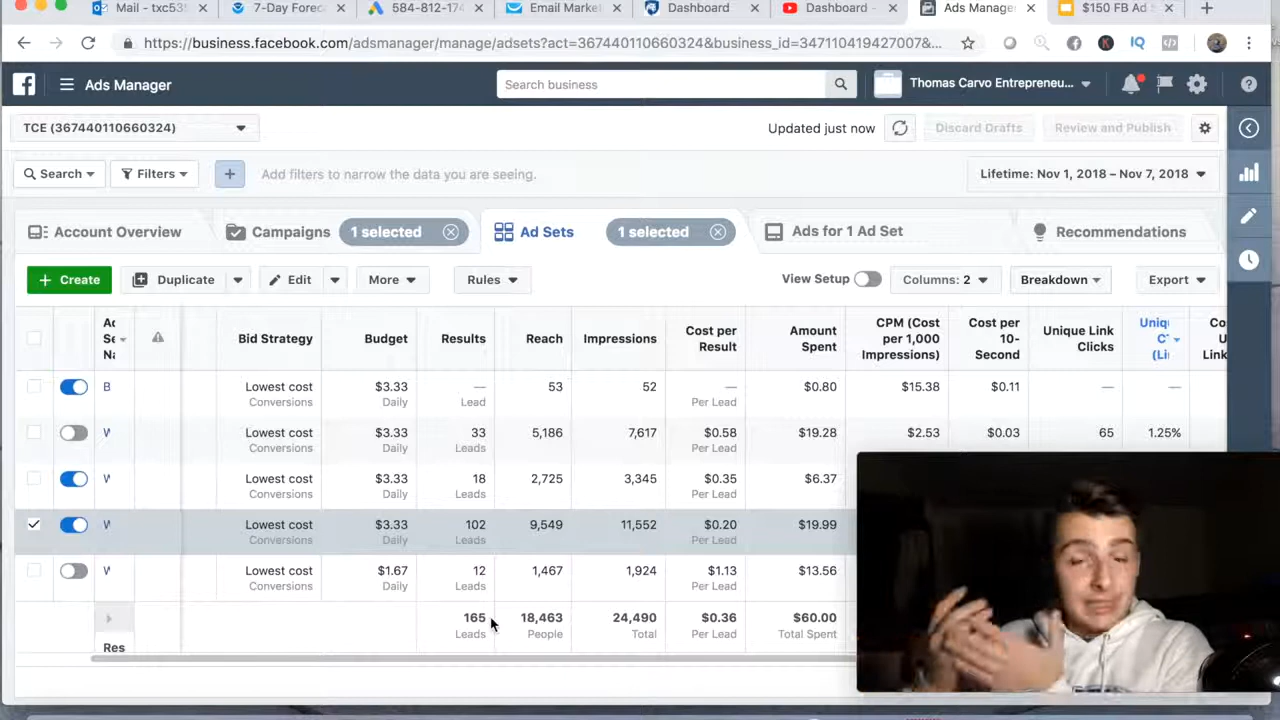 Mail - txc535
7-Day Forec
584-812-174
Email Market
Dashboard
Dashboard -
Ads Manage
$150 FB Ad S
https://business.facebook.com/adsmanager/manage/adsets?act=367440110660324&business_id=347110419427007&...
IQ
Ads Manager
Search business
Thomas Carvo Entrepreneu...
TCE (367440110660324)
Updated just now
Discard Drafts
Review and Publish
Search
Filters
Add filters to narrow the data you are seeing.
Lifetime: Nov 1, 2018 – Nov 7, 2018
Account Overview
Campaigns
1 selected
Ad Sets
1 selected
Ads for 1 Ad Set
Recommendations
+ Create
Duplicate
Edit
More
Rules
View Setup
Columns: 2
Breakdown
Export
Ad Se Na
Bid Strategy
Budget
Results
Reach
Impressions
Cost per Result
Amount Spent
CPM (Cost per 1,000 Impressions)
Cost per 10-Second
Unique Link Clicks
Uniq C (Li
Co U Link
B Lowest cost $3.33 — 53 52 — $0.80 $15.38 $0.11 — —
Conversions Daily Lead Per Lead
Lowest cost $3.33 33 5,186 7,617 $0.58 $19.28 $2.53 $0.03 65 1.25%
Conversions Daily Leads Per Lead
Lowest cost $3.33 18 2,725 3,345 $0.35 $6.37
Conversions Daily Leads Per Lead
Lowest cost $3.33 102 9,549 11,552 $0.20 $19.99
Conversions Daily Leads Per Lead
Lowest cost $1.67 12 1,467 1,924 $1.13 $13.56
Conversions Daily Leads Per Lead
165 18,463 24,490 $0.36 $60.00
Leads People Total Per Lead Total Spent
Res